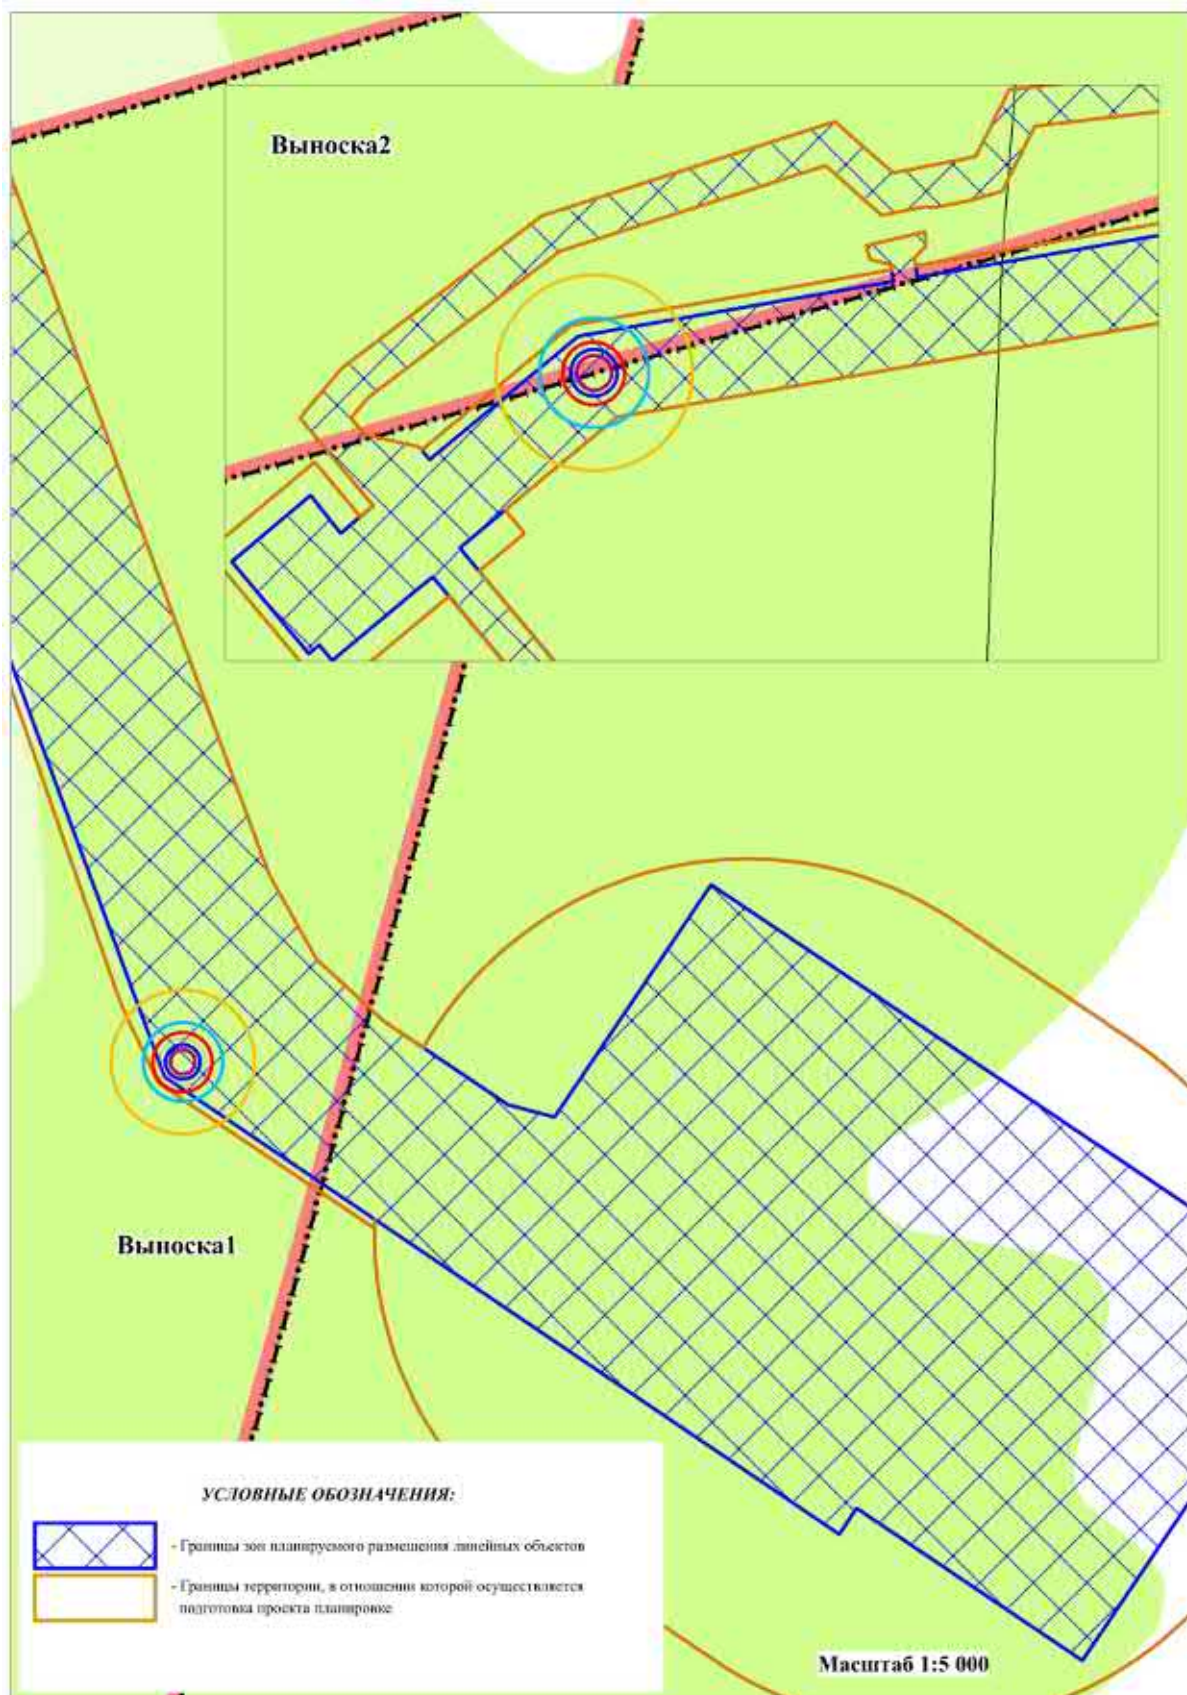 Выноска2
Выноска1
УСЛОВНЫЕ ОБОЗНАЧЕНИЯ:
- Границы зон планируемого размещения линейных объектов
- Границы территории, в отношении которой осуществляется
подготовка проекта планировке
Масштаб 1:5 000